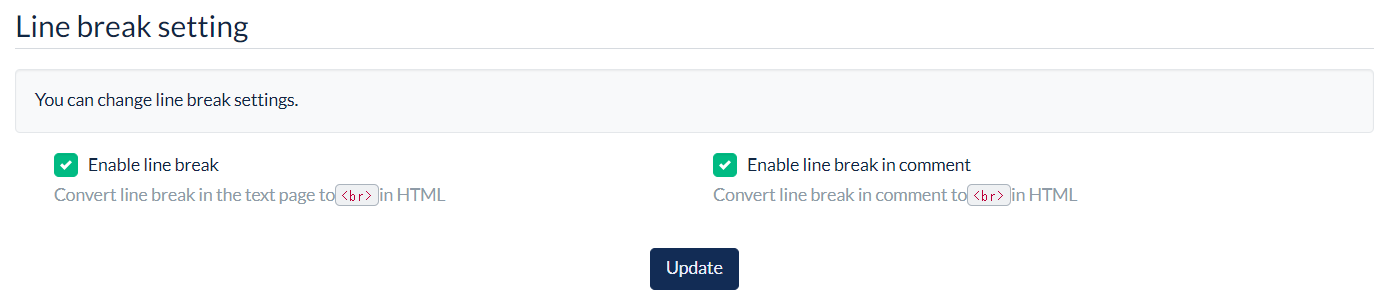 Line break setting
You can change line break settings.
Enable line break
Convert line break in the text page to <br> in HTML
Enable line break in comment
Convert line break in comment to <br> in HTML
Update